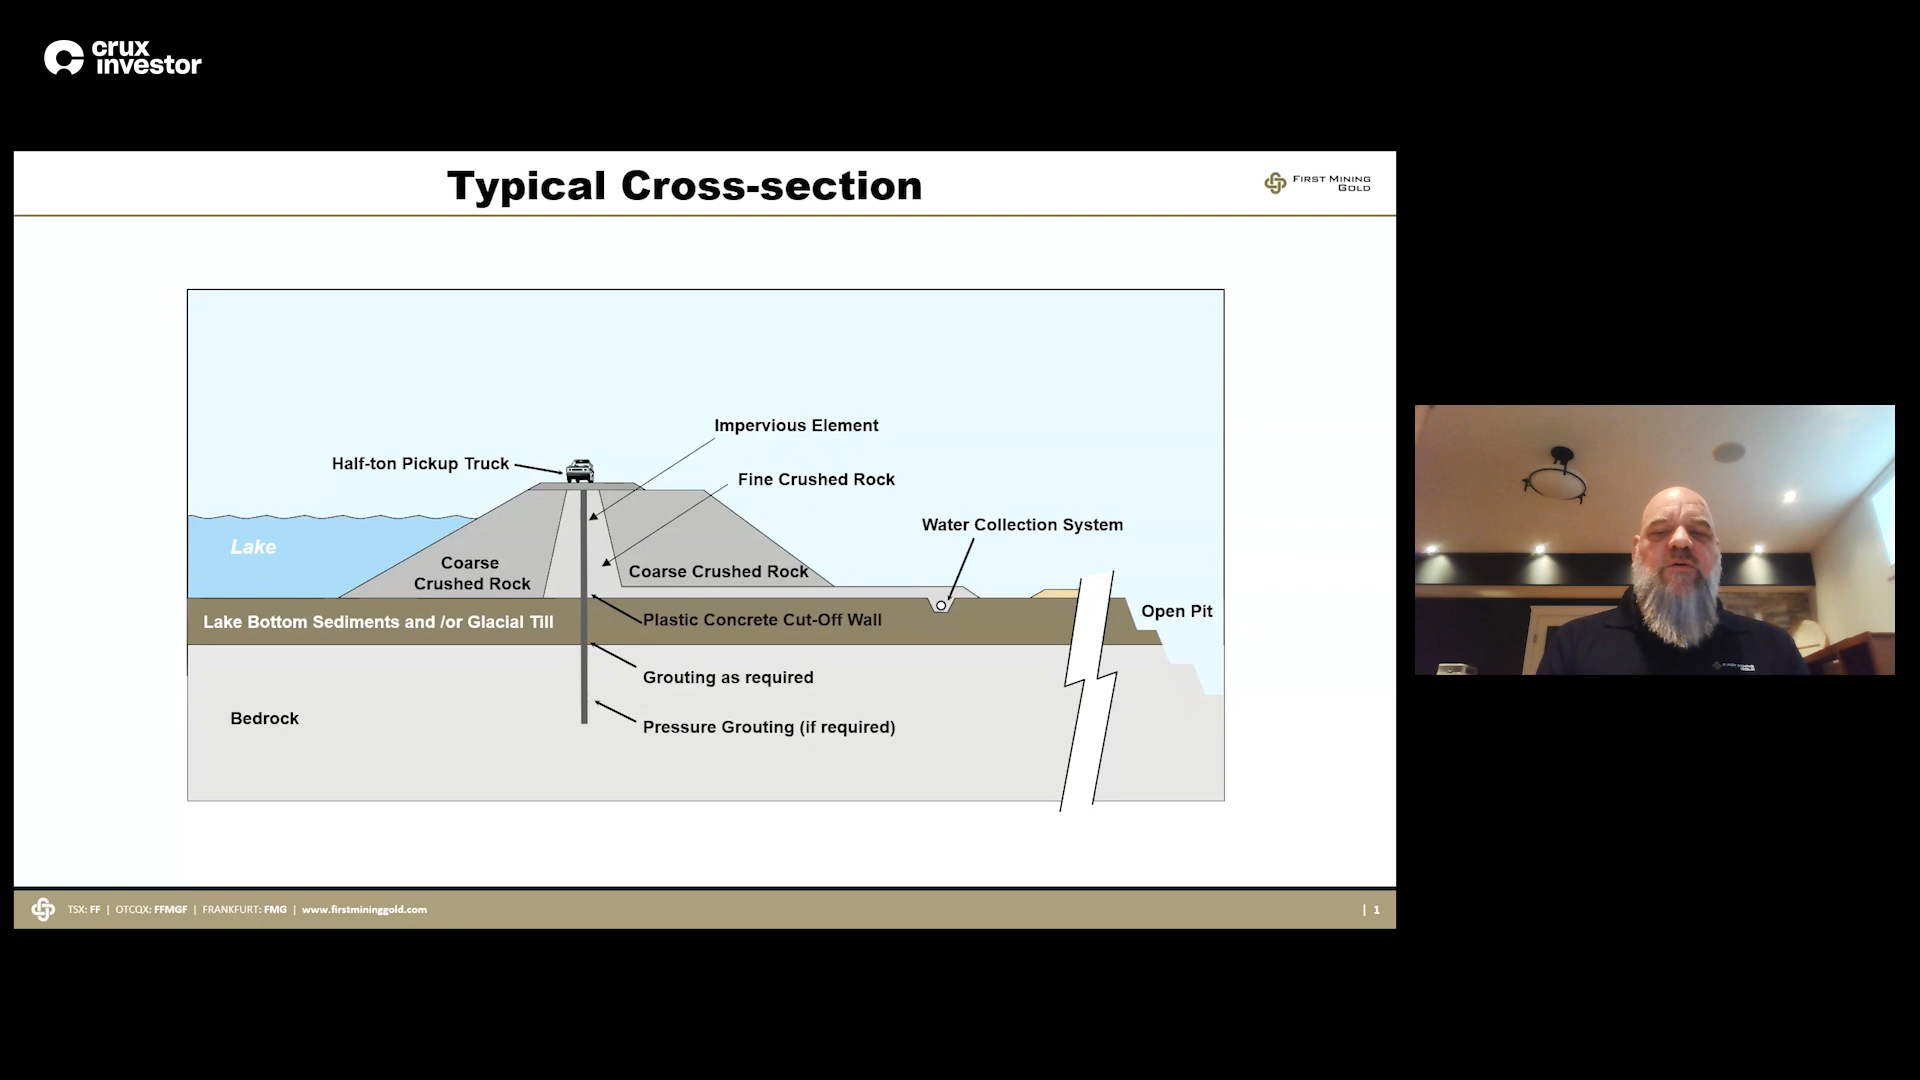 crux
investor
Typical Cross-section
FIRST MINING
GOLD
Impervious Element
Half-ton Pickup Truck
Fine Crushed Rock
Water Collection System
Lake
Coarse
Crushed Rock
Coarse Crushed Rock
Open Pit
Lake Bottom Sediments and /or Glacial Till
Plastic Concrete Cut-Off Wall
Grouting as required
Bedrock
Pressure Grouting (if required)
FIRST MINING
GOLD
TSX: FF | OTCQX: FFMGF | FRANKFURT: FMG | www.firstmininggold.com
| 1